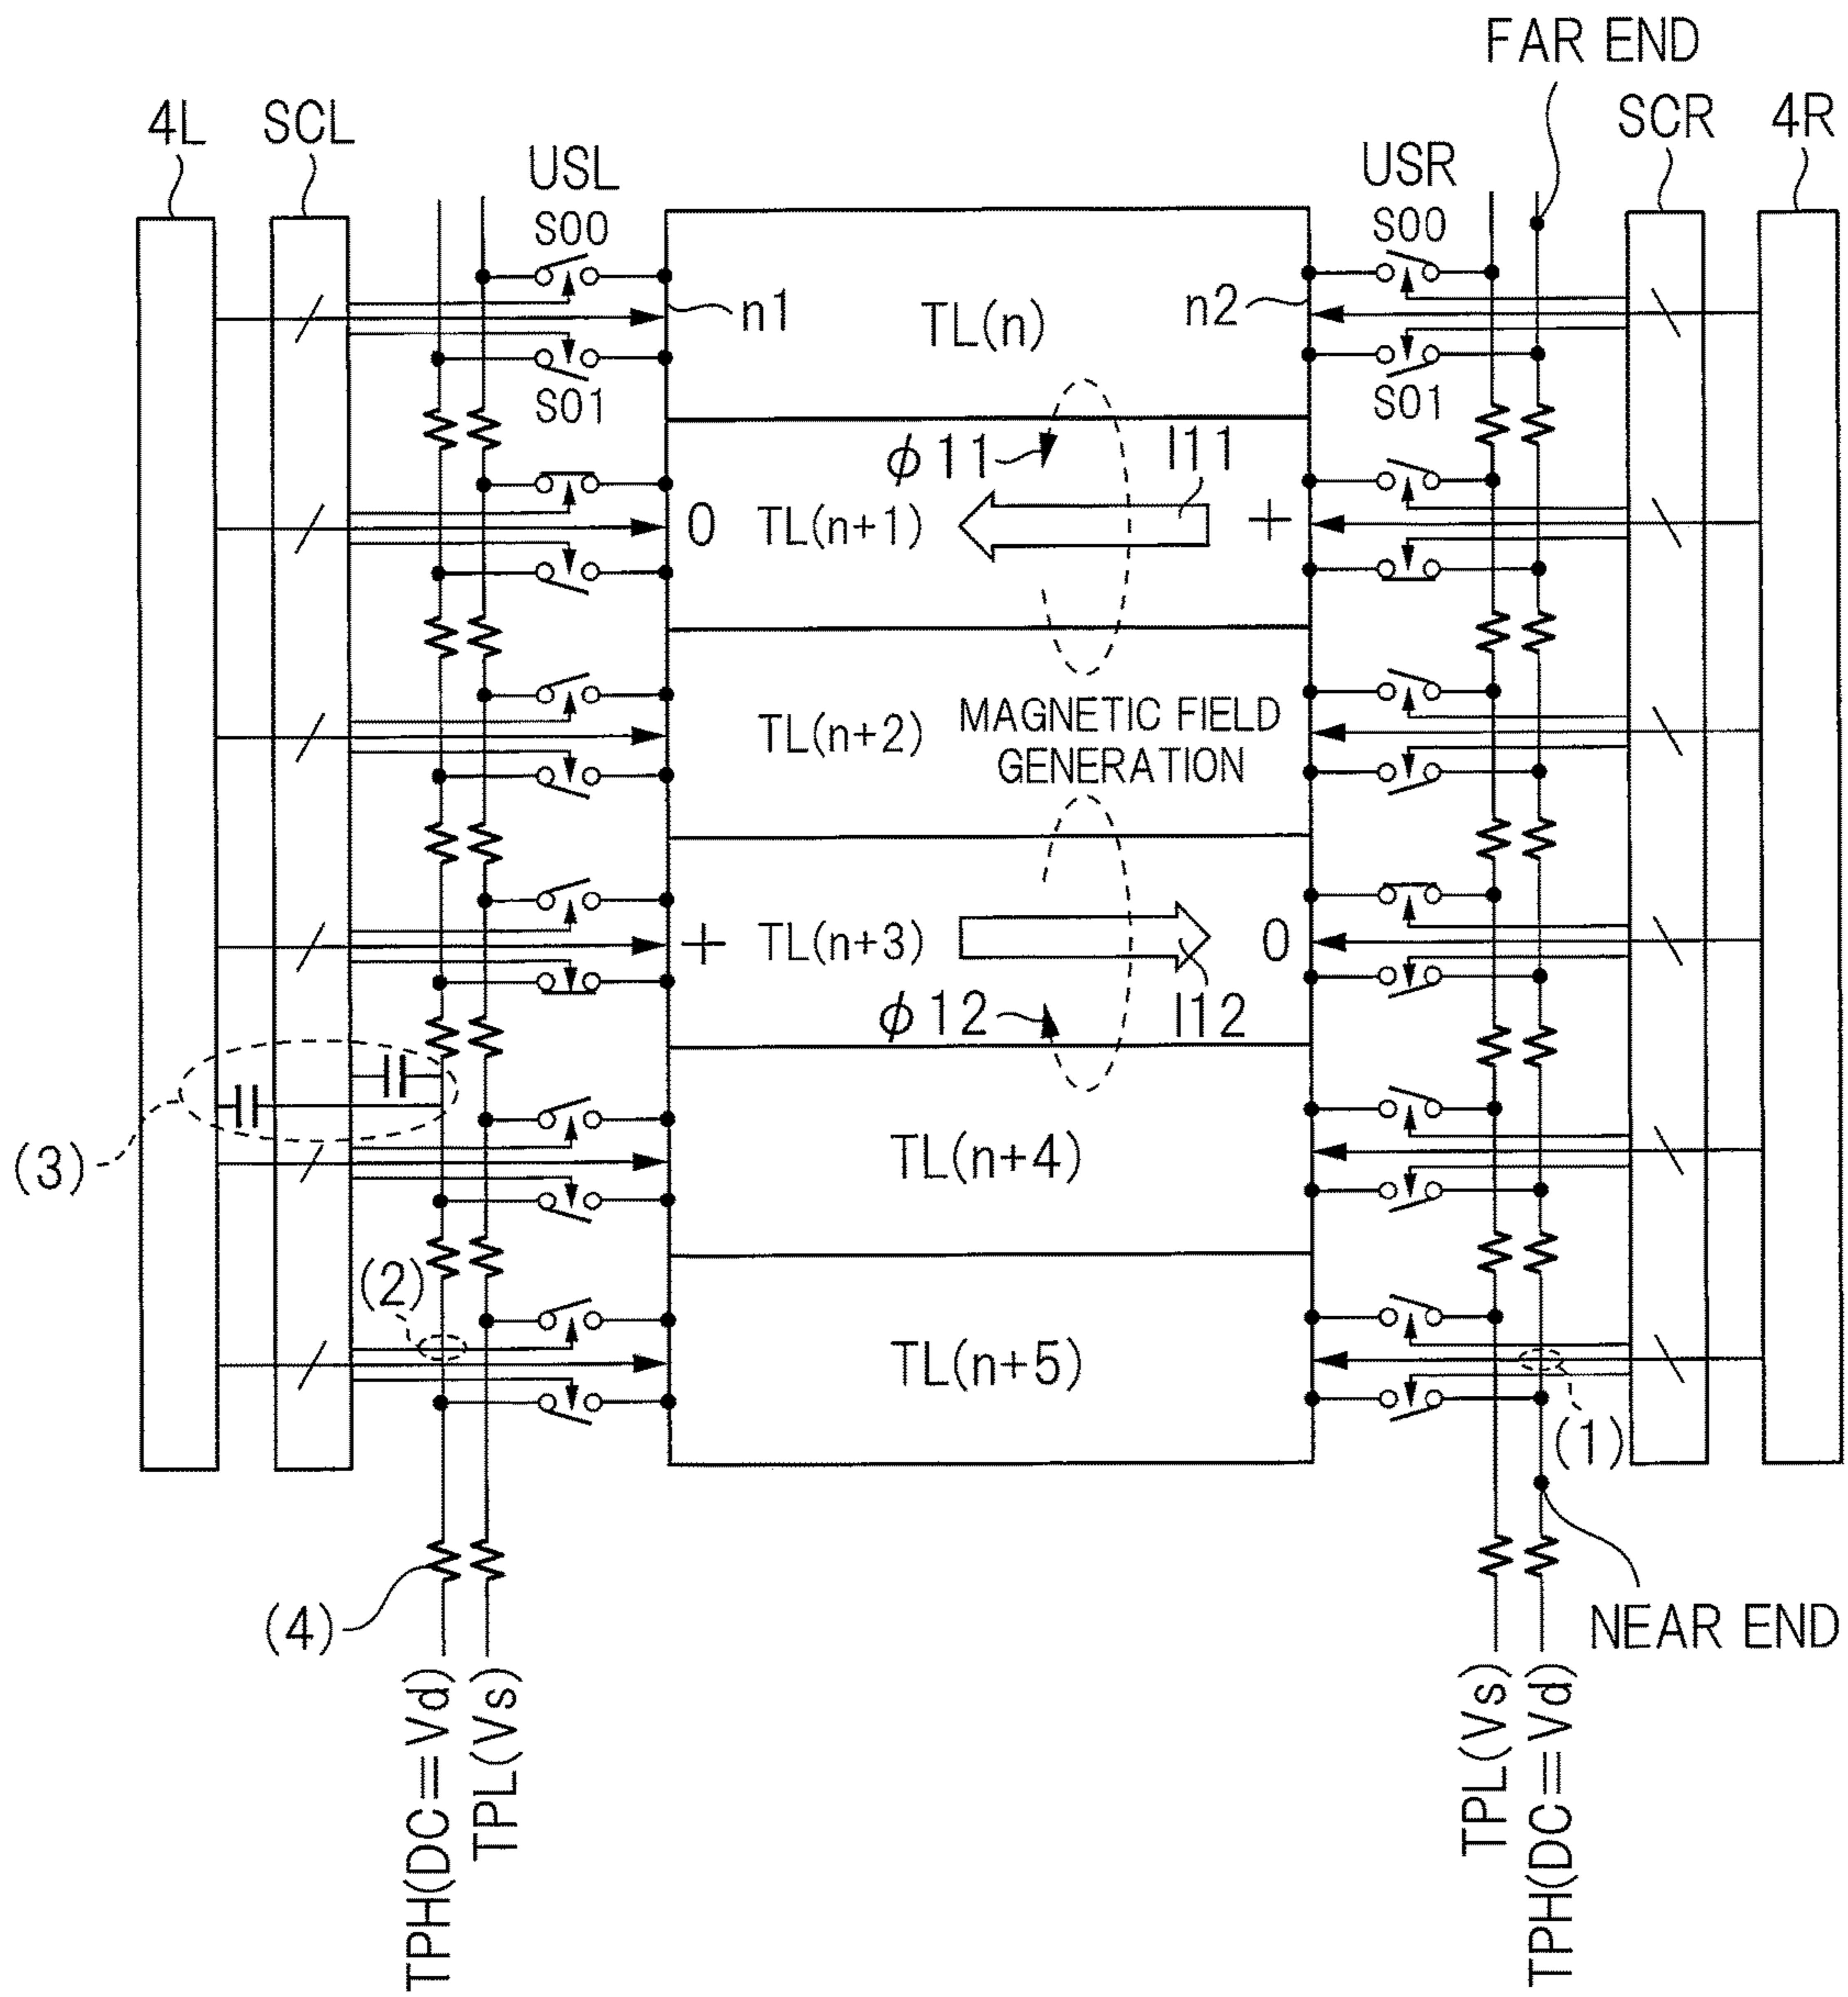 FAR END
4L
SCL
USL
USR
SCR
4R
S00
S00
n1
TL(n)
n2
S01
S01
φ11
I11
0
TL(n+1)
+
TL(n+2)
MAGNETIC FIELD
GENERATION
+
TL(n+3)
0
φ12
I12
(3)
TL(n+4)
(2)
TL(n+5)
(1)
(4)
NEAR END
TPH(DC=Vd)
TPL(Vs)
TPL(Vs)
TPH(DC=Vd)